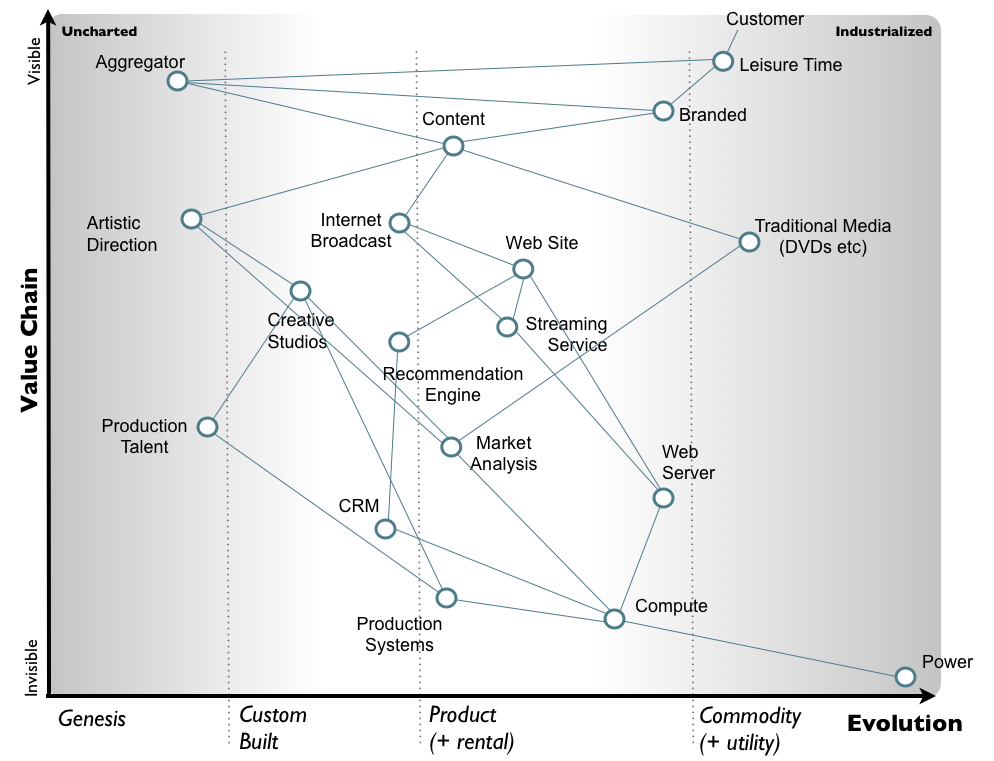 Customer
Uncharted
Industrialized
Visible
Aggregator
Leisure Time
Branded
Content
Artistic
Direction
Internet
Broadcast
Traditional Media
(DVDs etc)
Web Site
Creative
Studios
Streaming
Service
Value Chain
Recommendation
Engine
Production
Talent
Market
Analysis
Web
Server
CRM
Compute
Production
Systems
Invisible
Power
Genesis
Custom
Built
Product
(+ rental)
Commodity
(+ utility)
Evolution